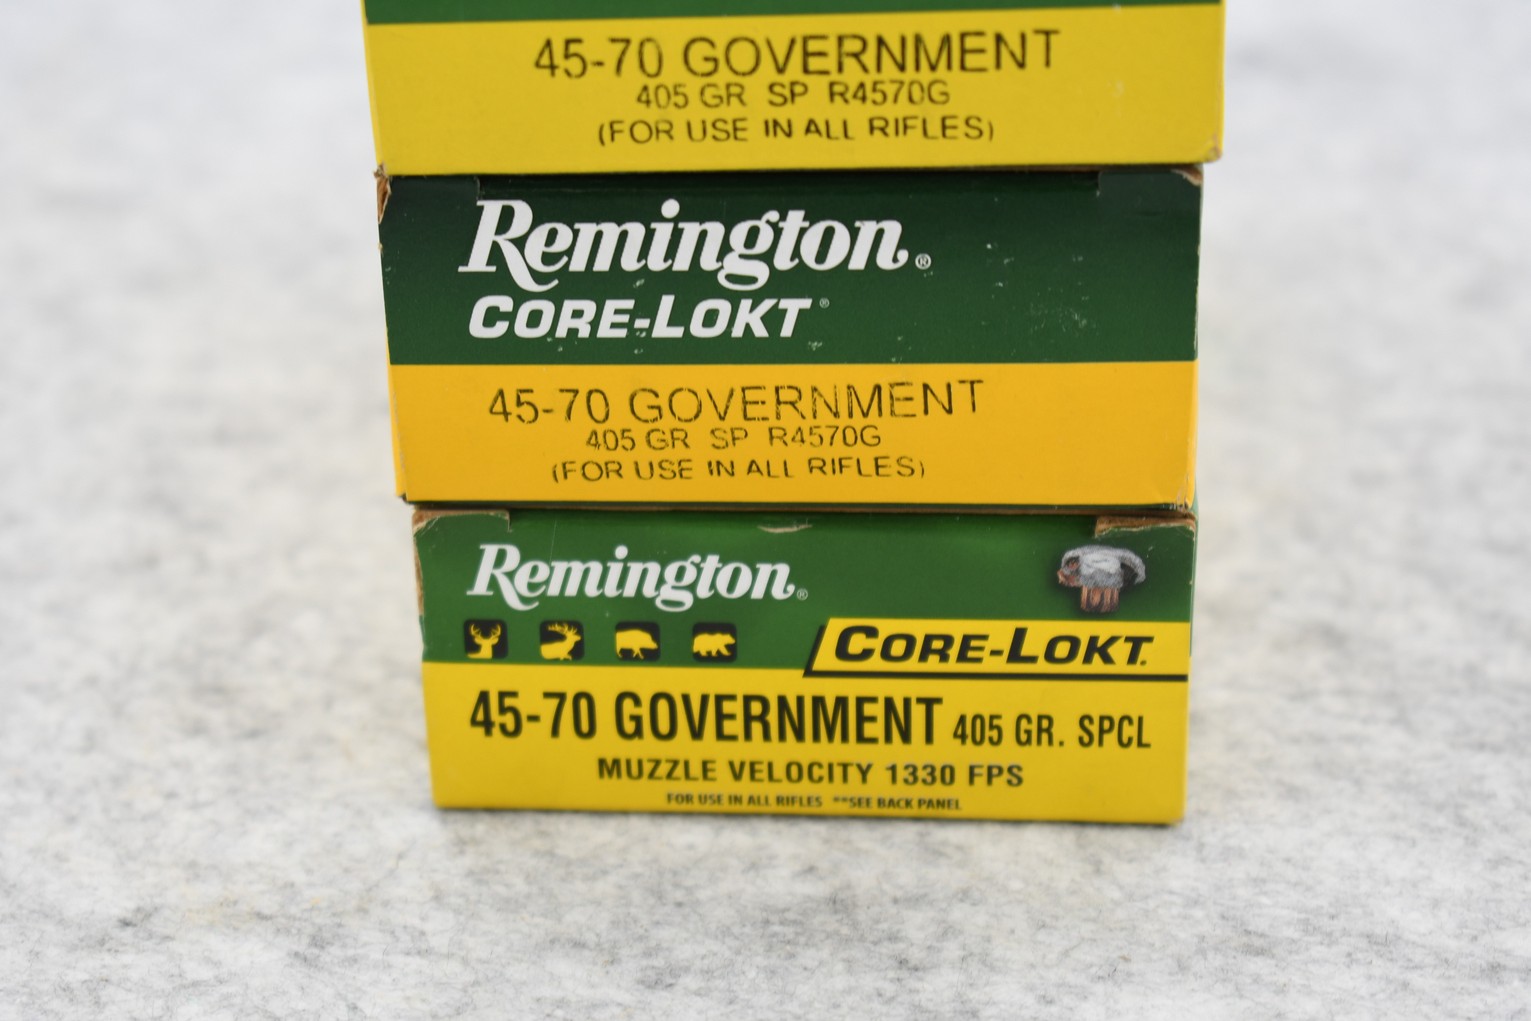 45-70 GOVERNMENT
405 GR SP R4570G
(FOR USE IN ALL RIFLES)
Remington®
CORE-LOKT®
45-70 GOVERNMENT
405 GR SP R4570G
(FOR USE IN ALL RIFLES)
Remington®
CORE-LOKT.
45-70 GOVERNMENT 405 GR. SPCL
MUZZLE VELOCITY 1330 FPS
FOR USE IN ALL RIFLES **SEE BACK PANEL